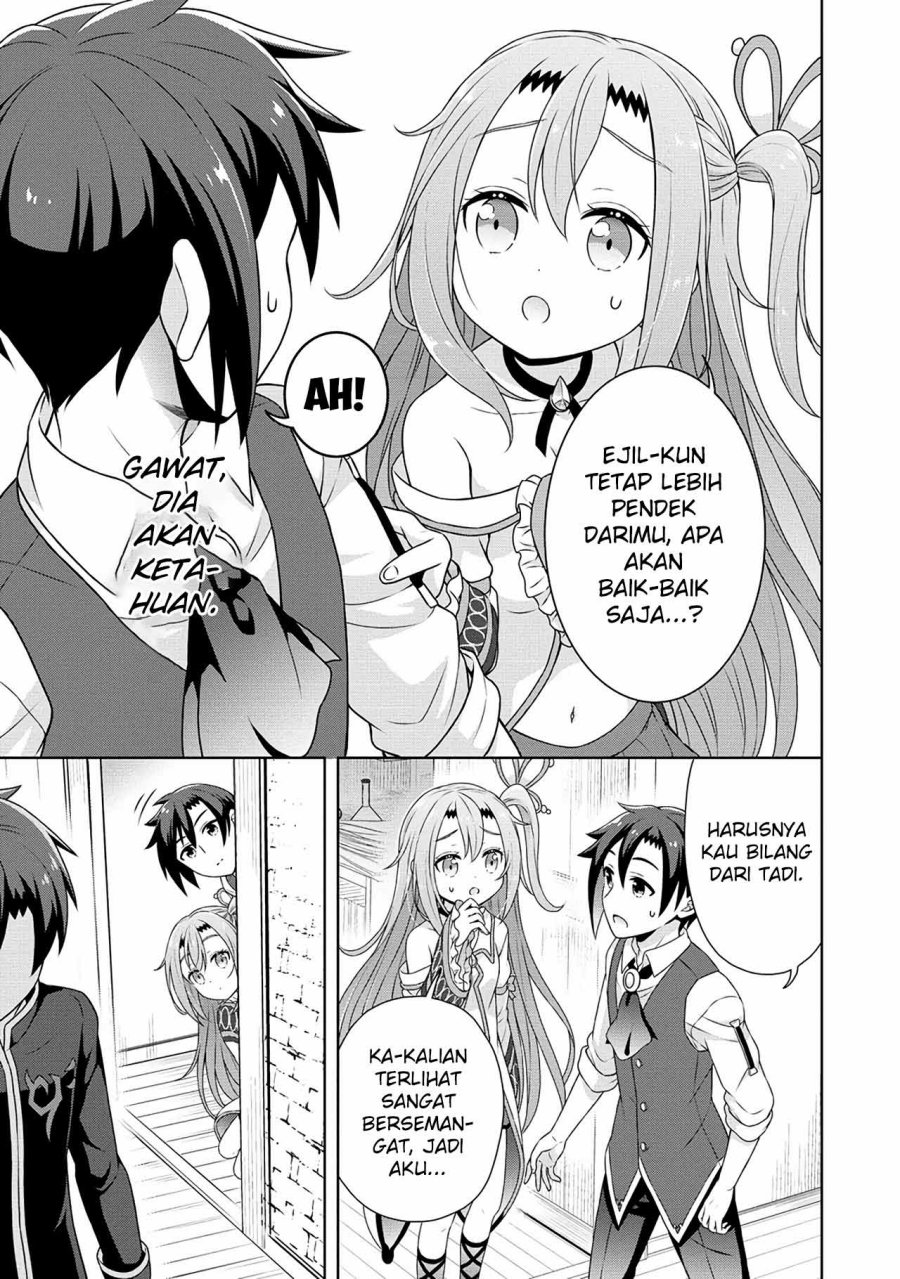 EJIL-KUN
TETAP LEBIH
PENDEK
DARIMU, APA
AKAN
BAIK-BAIK
SAJA...?
AH!
GAWAT,
DIA
AKAN
KETA-
HUAN.
HARUSNYA
KAU BILANG
DARI TADI.
KA-KALIAN
TERLIHAT
SANGAT
BERSEMAN-
GAT, JADI
AKU...